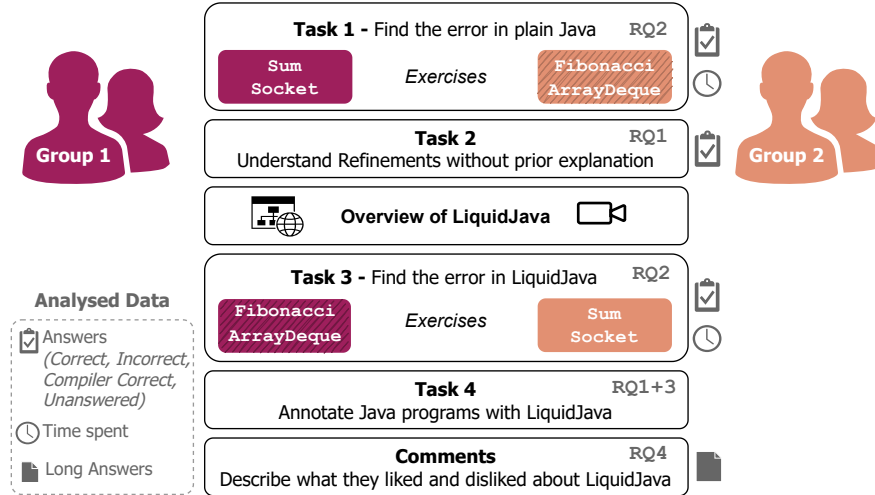 Task 1 - Find the error in plain Java RQ2
Sum
Socket
Exercises
Fibonacci
ArrayDeque
Group 1
Group 2
Task 2 RQ1
Understand Refinements without prior explanation
Overview of LiquidJava
Task 3 - Find the error in LiquidJava RQ2
Fibonacci
ArrayDeque
Exercises
Sum
Socket
Analysed Data
Answers
(Correct, Incorrect,
Compiler Correct,
Unanswered)
Time spent
Long Answers
Task 4 RQ1+3
Annotate Java programs with LiquidJava
Comments RQ4
Describe what they liked and disliked about LiquidJava